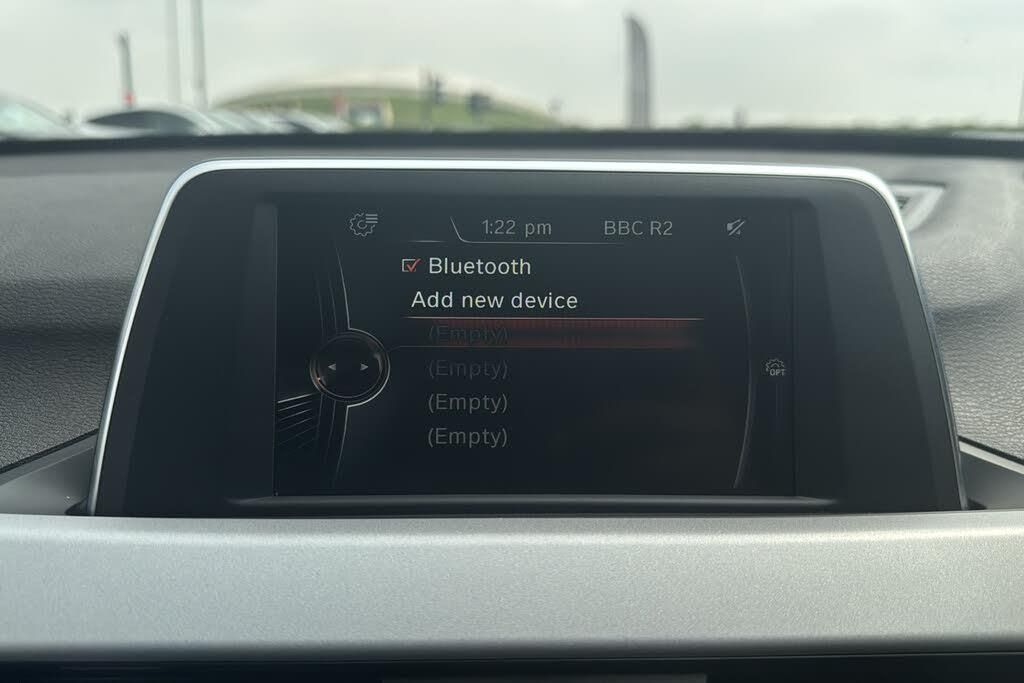 1:22 pm BBC R2
Bluetooth
Add new device
(Empty)
(Empty)
(Empty)
(Empty)
OPT